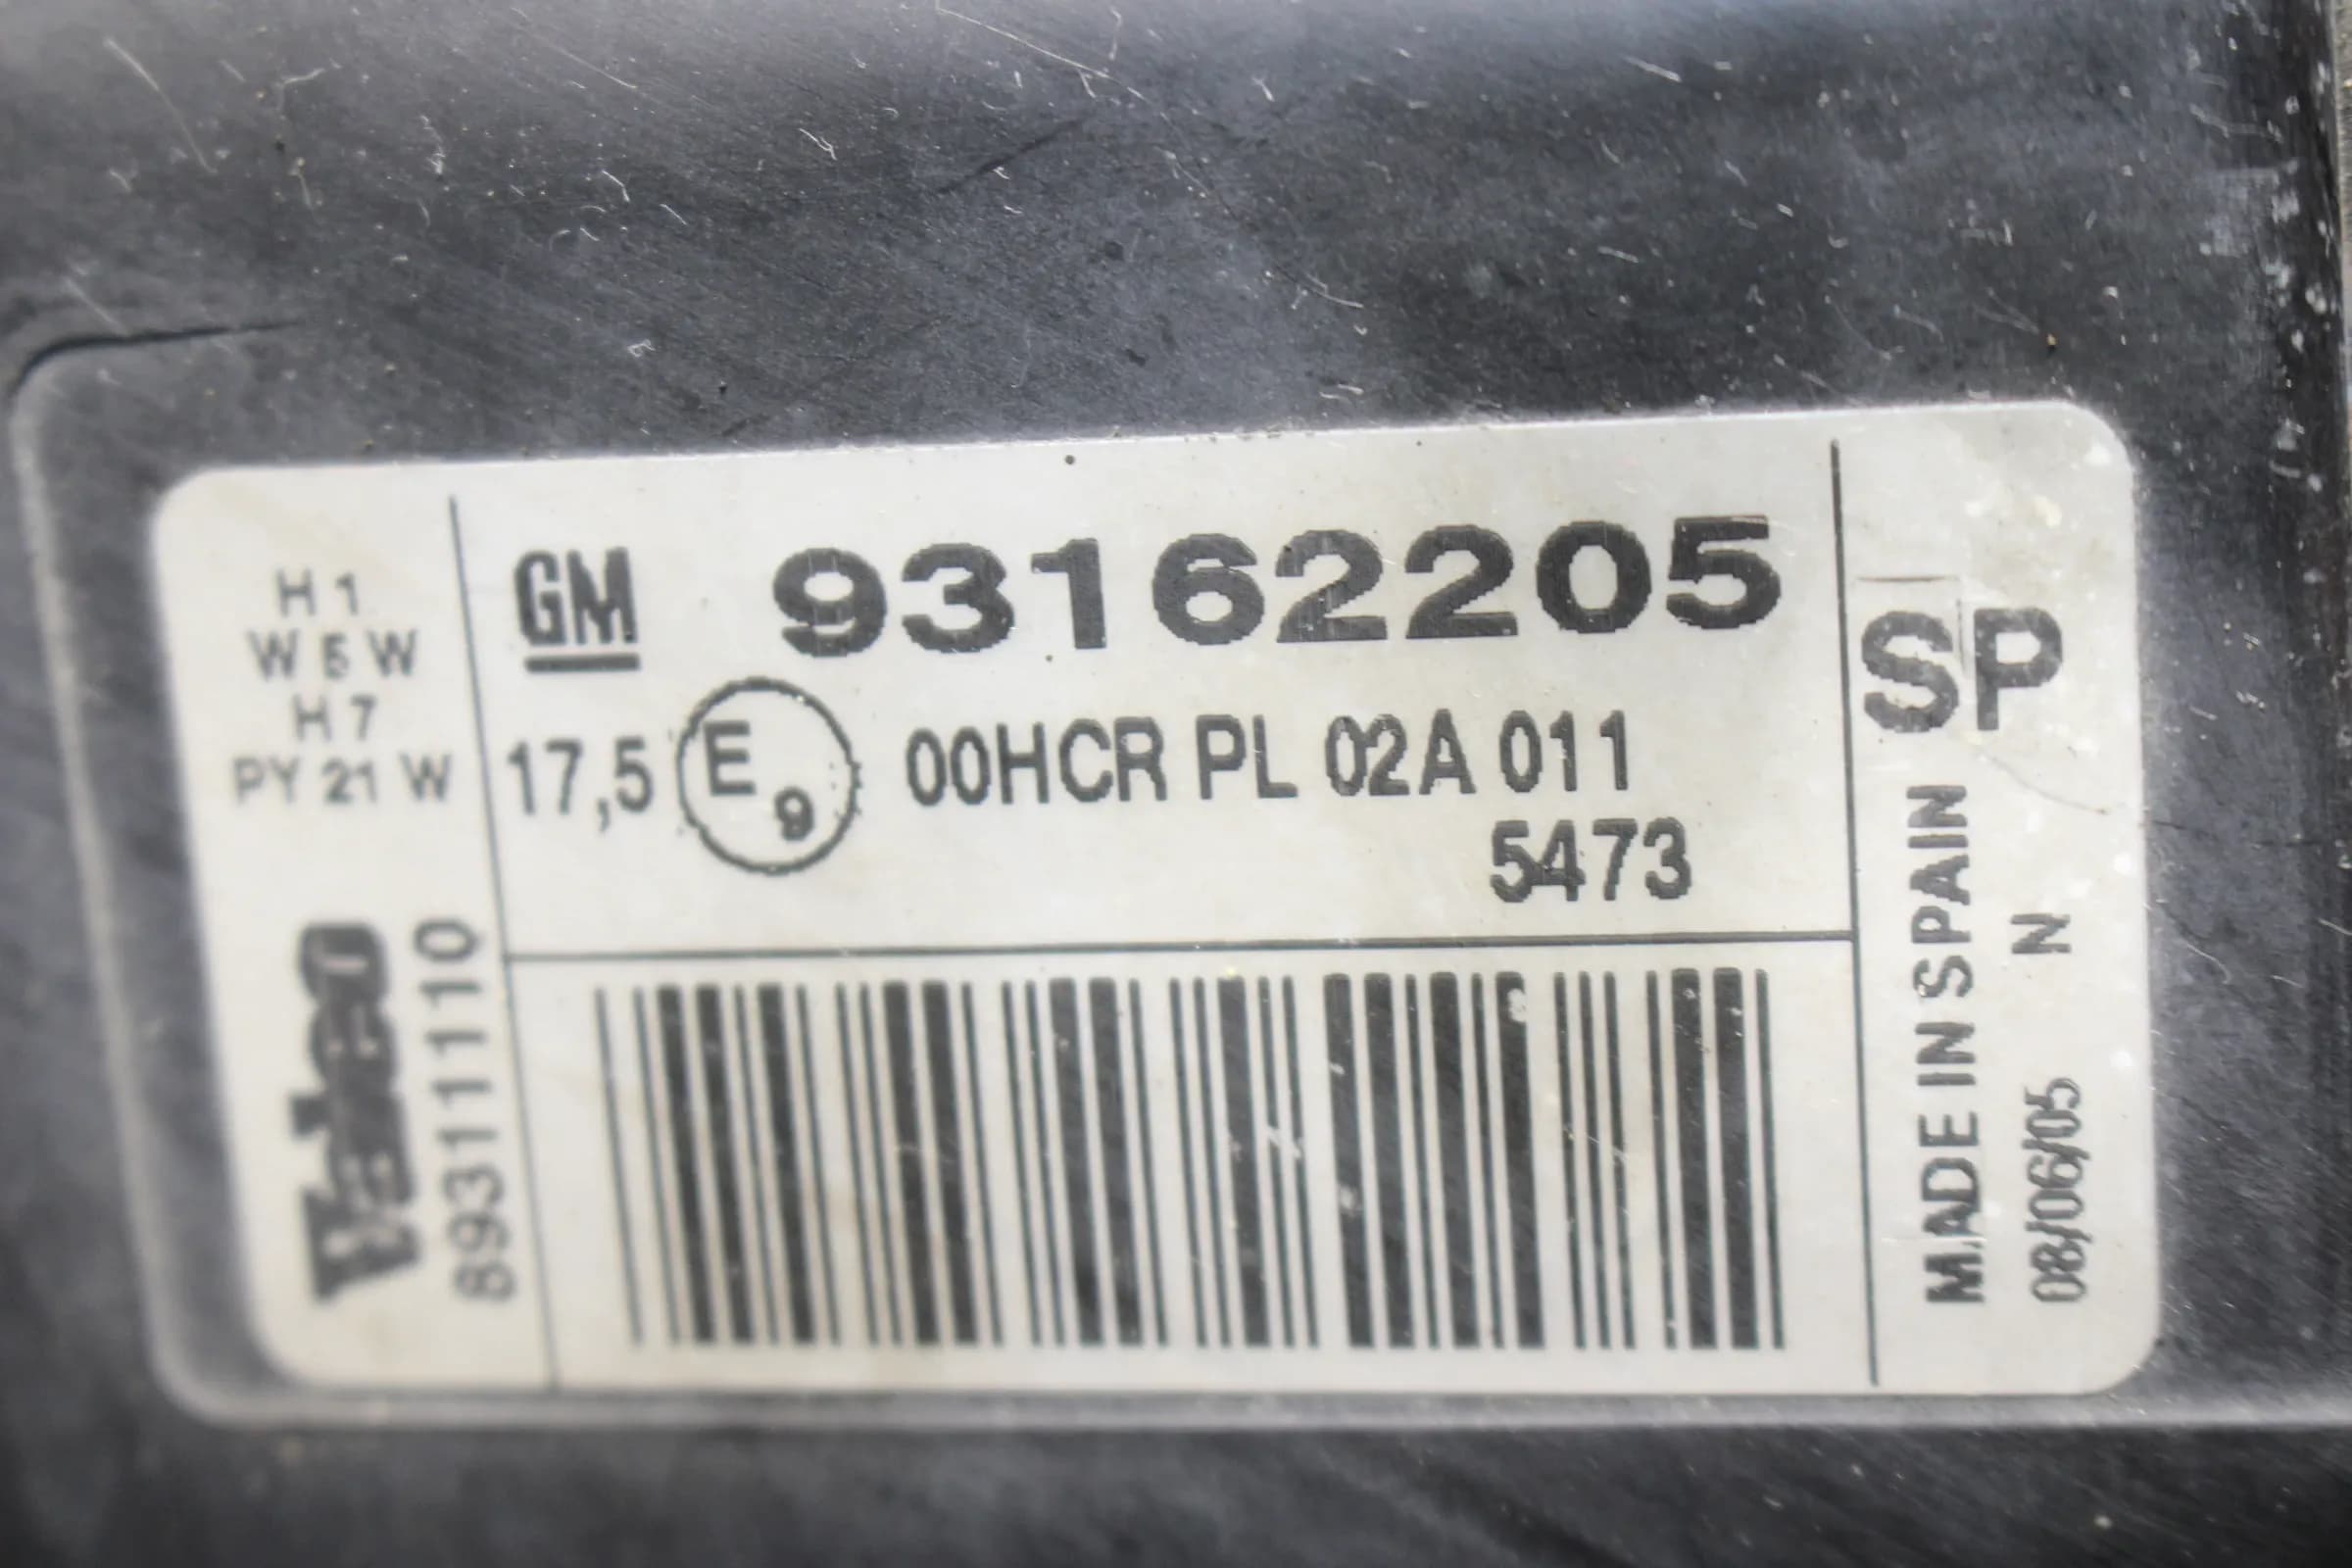 H1
W5W
H7
PY 21 W
Valeo
89311110
GM 93162205
17,5 E 9 00HCR PL 02A 011
5473
SP
MADE IN SPAIN
08/06/05 N